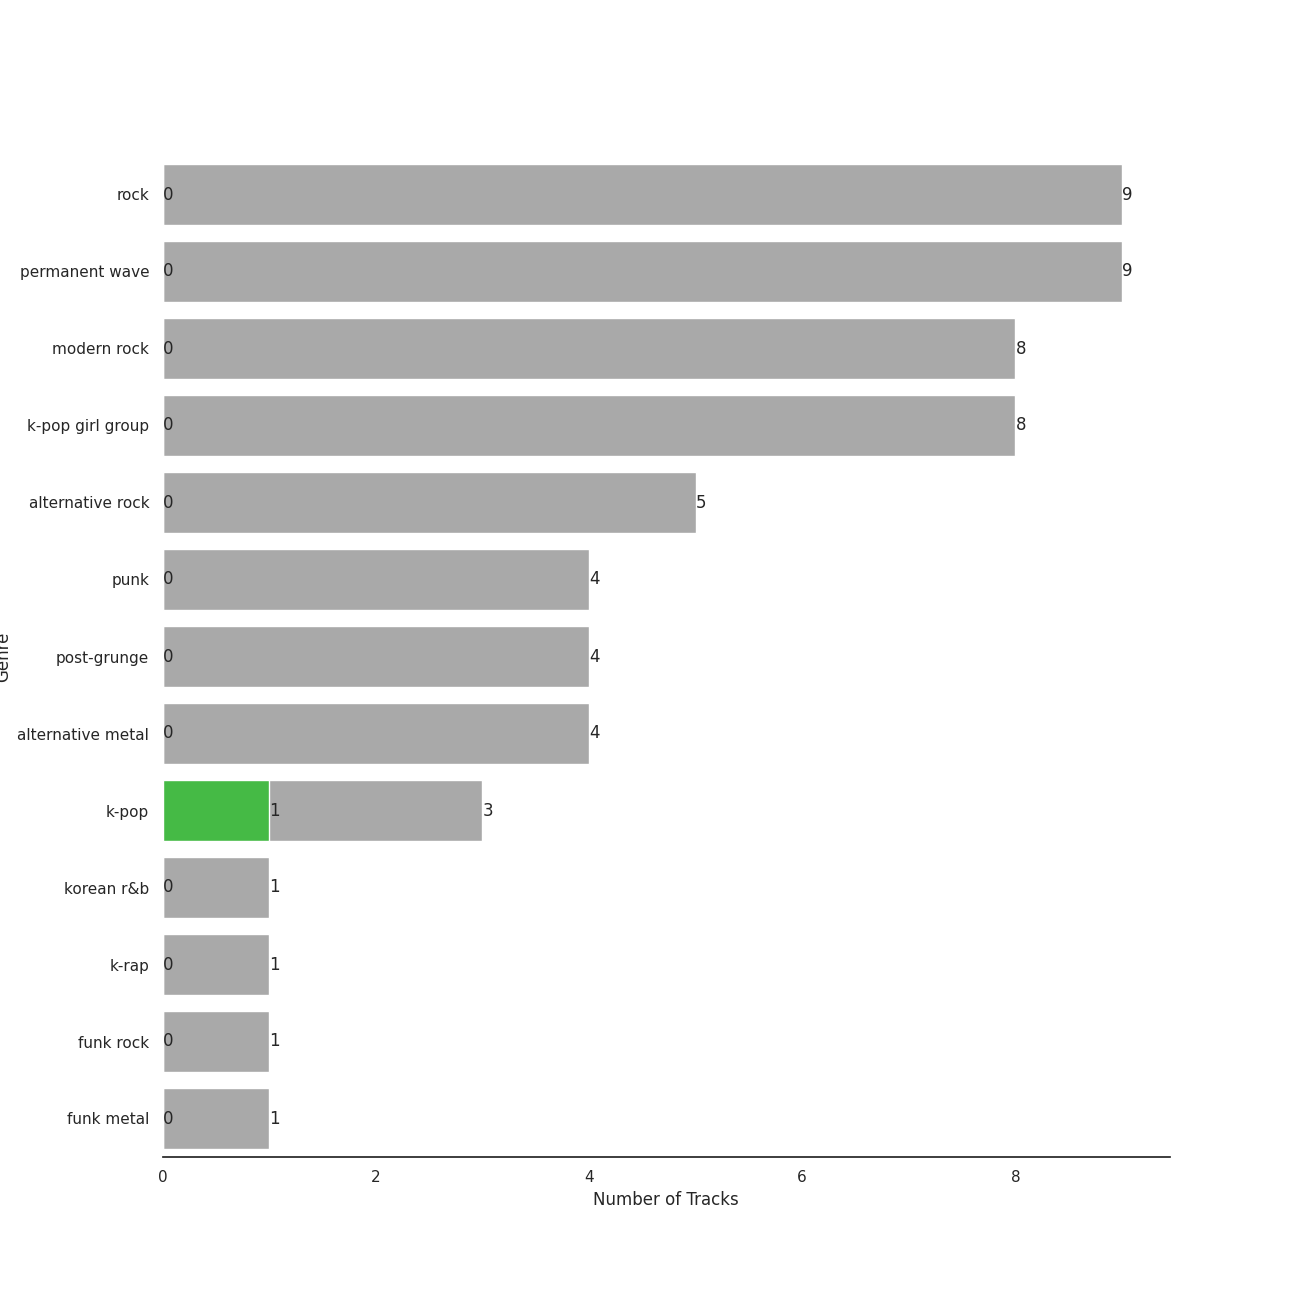 rock 0 9
permanent wave 0 9
modern rock 0 8
k-pop girl group 0 8
alternative rock 0 5
punk 0 4
post-grunge 0 4
alternative metal 0 4
k-pop 1 3
korean r&b 0 1
k-rap 0 1
funk rock 0 1
funk metal 0 1
0 2 4 6 8
Number of Tracks
Genre